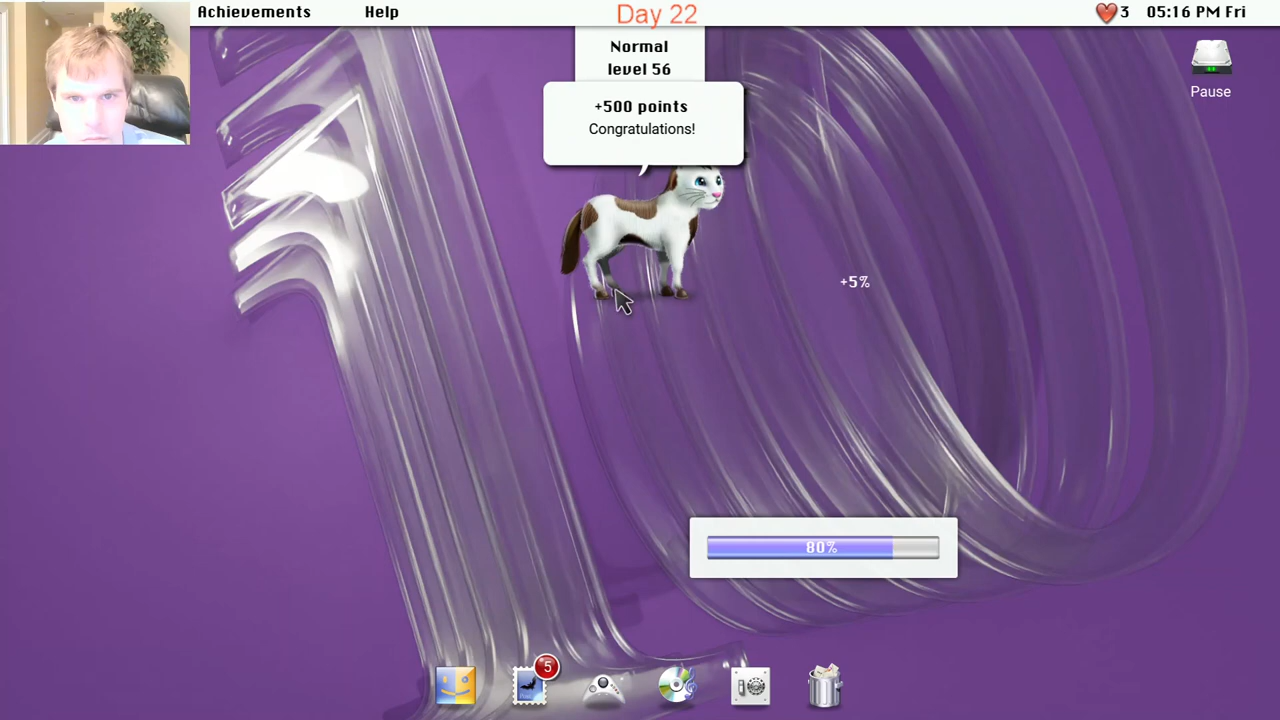 Achievements Help Day 22 3 05:16 PM Fri
Normal
level 56
Pause
+500 points
Congratulations!
+5%
80%
5